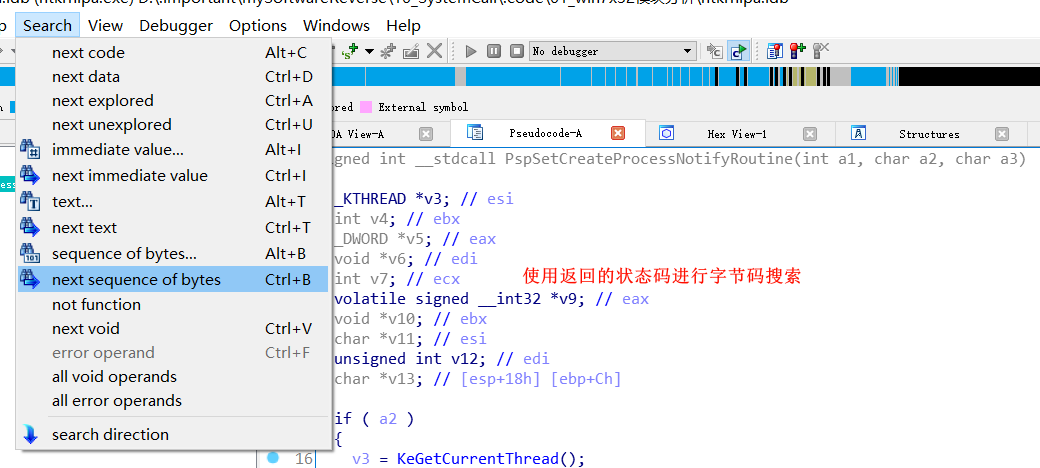 Search View Debugger Options Windows Help
next code Alt+C
next data Ctrl+D
next explored Ctrl+A
next unexplored Ctrl+U
immediate value... Alt+I
next immediate value Ctrl+I
text... Alt+T
next text Ctrl+T
sequence of bytes... Alt+B
next sequence of bytes Ctrl+B
not function
next void Ctrl+V
error operand Ctrl+F
all void operands
all error operands
search direction
No debugger
External symbol
Pseudocode-A
Hex View-1
Structures
__stdcall PspSetCreateProcessNotifyRoutine(int a1, char a2, char a3)
_KTHREAD *v3; // esi
int v4; // ebx
_DWORD *v5; // eax
void *v6; // edi
int v7; // ecx
使用返回的状态码进行字节码搜索
volatile signed __int32 *v9; // eax
void *v10; // ebx
char *v11; // esi
unsigned int v12; // edi
char *v13; // [esp+18h] [ebp+Ch]
if ( a2 )
{
16 v3 = KeGetCurrentThread();